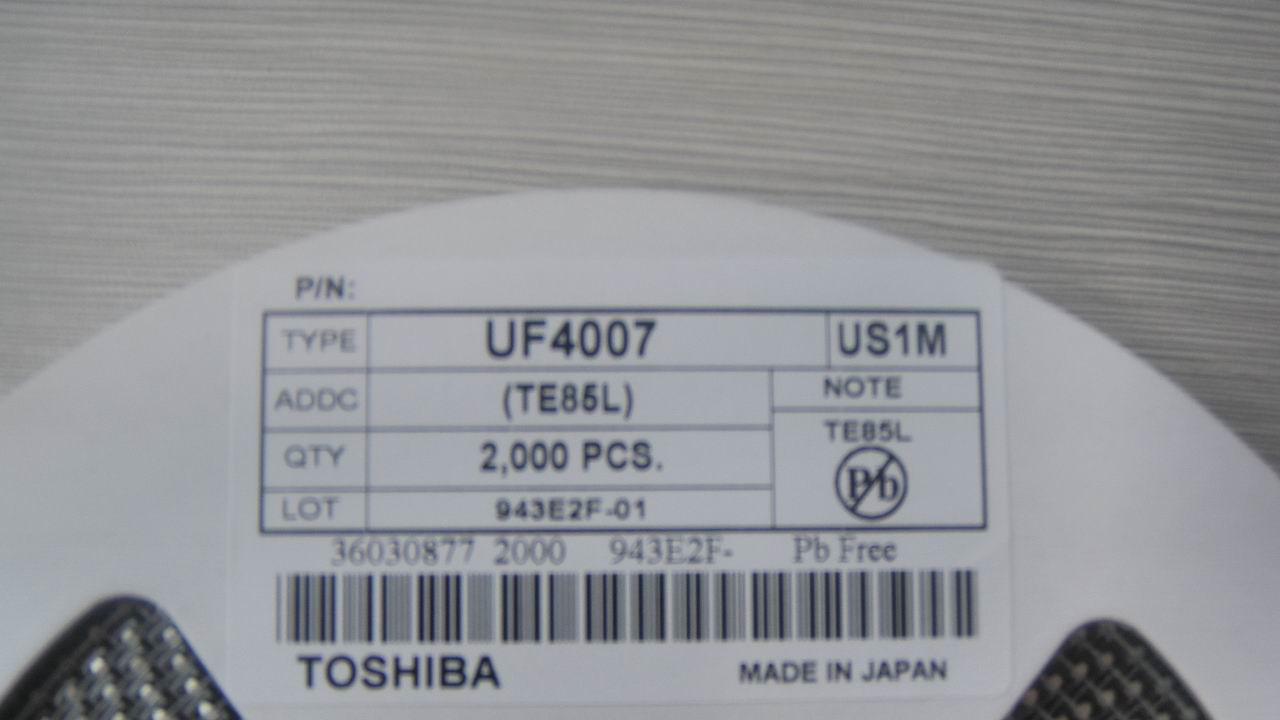 P/N:
TYPE UF4007 US1M
ADDC (TE85L) NOTE
QTY 2,000 PCS. TE85L
Pb
LOT 943E2F-01
36030877 2000 943E2F- Pb Free
TOSHIBA MADE IN JAPAN